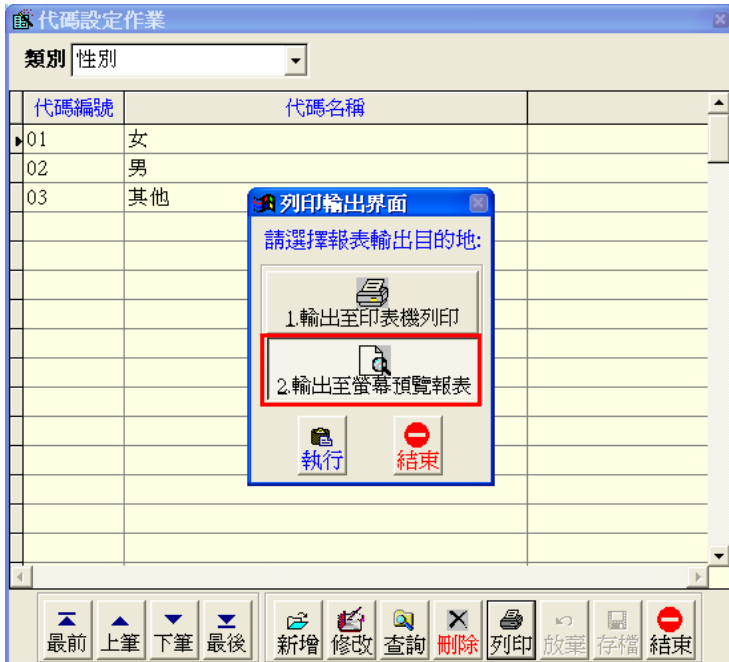 代碼設定作業
類別 性別
代碼編號 代碼名稱
01 女
02 男
03 其他
列印輸出界面
請選擇報表輸出目的地:
1.輸出至印表機列印
2.輸出至螢幕預覽報表
執行 結束
最前 上筆 下筆 最後 新增 修改 查詢 刪除 列印 放棄 存檔 結束